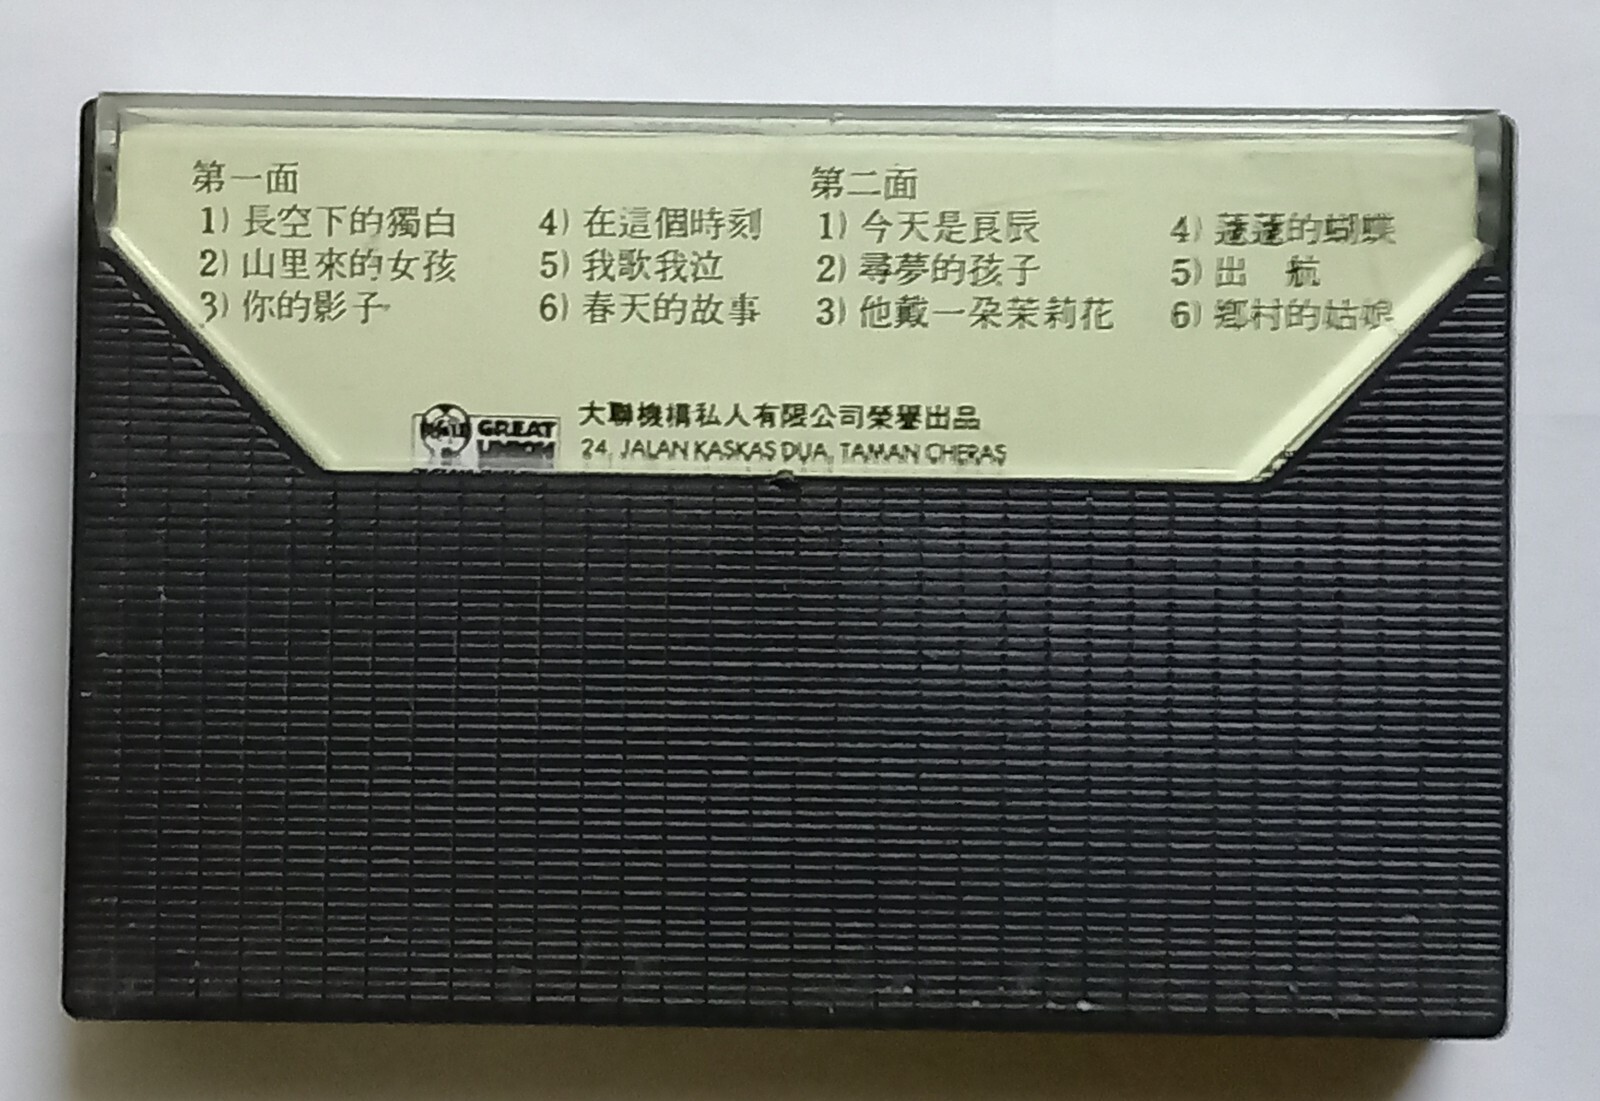 第一面
1) 長空下的獨白
2) 山里來的女孩
3) 你的影子
4) 在這個時刻
5) 我歌我泣
6) 春天的故事
第二面
1) 今天是良辰
2) 尋夢的孩子
3) 他戴一朵茉莉花
4) 蓬蓬的蝴蝶
5) 出 航
6) 鄉村的姑娘
GREAT
UNION
大聯機構私人有限公司榮譽出品
24, JALAN KASKAS DUA, TAMAN CHERAS